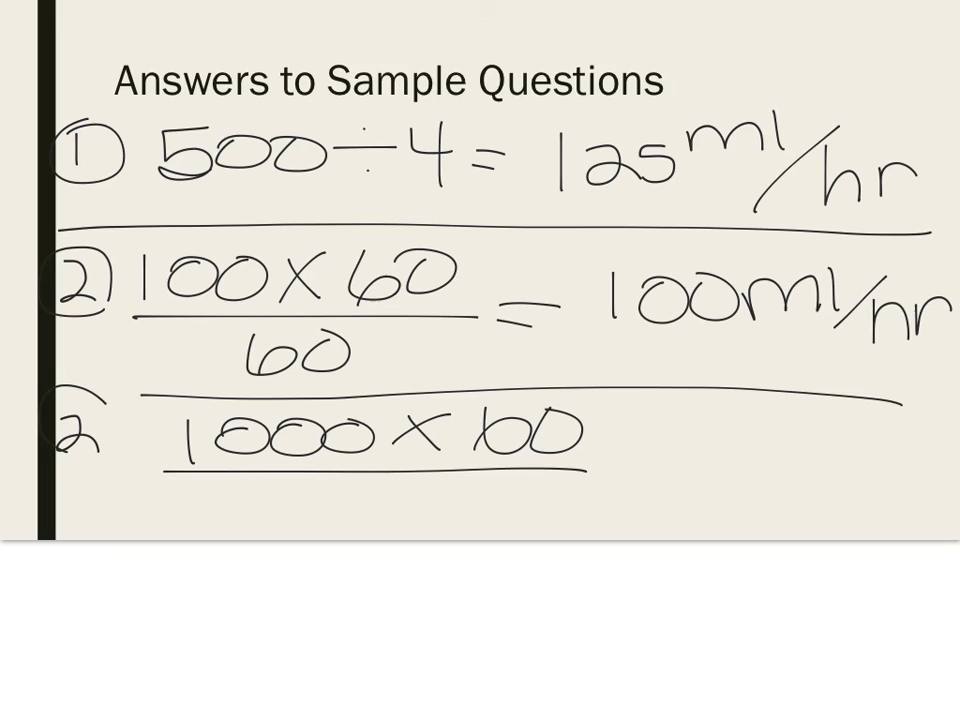 Answers to Sample Questions
① 500 ÷ 4 = 125 ml/hr
② 100 X 60
60
= 100 ml/hr
2 1000 X 60